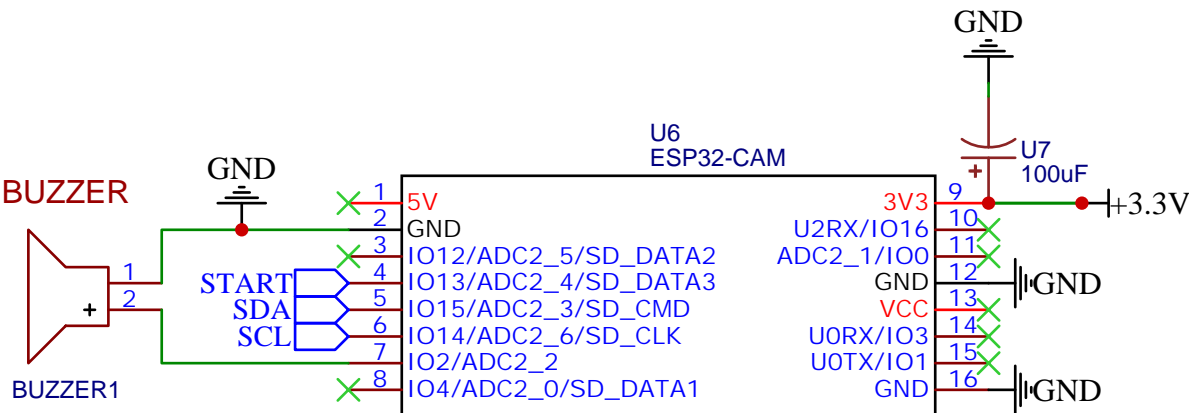 GND
U6
ESP32-CAM
U7
100uF
+
GND
BUZZER
1 5V
3V3 9
+3.3V
2 GND
U2RX/IO16 10
3 IO12/ADC2_5/SD_DATA2
ADC2_1/IO0 11
1
START 4 IO13/ADC2_4/SD_DATA3
GND 12 GND
2
+
SDA 5 IO15/ADC2_3/SD_CMD
VCC 13
SCL 6 IO14/ADC2_6/SD_CLK
U0RX/IO3 14
7 IO2/ADC2_2
U0TX/IO1 15
BUZZER1
8 IO4/ADC2_0/SD_DATA1
GND 16 GND